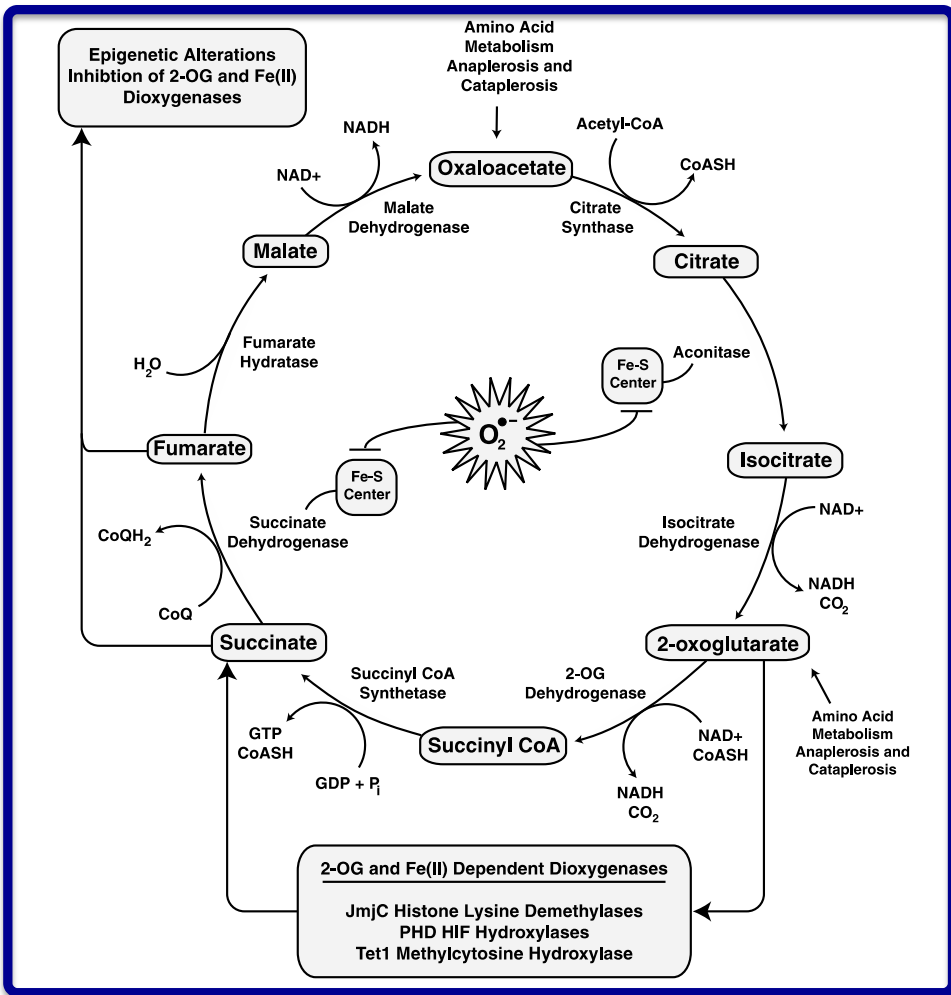 Epigenetic Alterations
Inhibtion of 2-OG and Fe(II)
Dioxygenases
Amino Acid
Metabolism
Anaplerosis and
Cataplerosis
NADH
NAD+
Acetyl-CoA
CoASH
Oxaloacetate
Malate
Dehydrogenase
Citrate
Synthase
Malate
Citrate
Fumarate
Hydratase
H₂O
Fe-S
Center
Aconitase
O₂•−
Fumarate
Isocitrate
Fe-S
Center
Succinate
Dehydrogenase
Isocitrate
Dehydrogenase
NAD+
CoQH₂
CoQ
NADH
CO₂
Succinate
2-oxoglutarate
Succinyl CoA
Synthetase
2-OG
Dehydrogenase
GTP
CoASH
Succinyl CoA
NAD+
CoASH
GDP + Pᵢ
NADH
CO₂
Amino Acid
Metabolism
Anaplerosis and
Cataplerosis
2-OG and Fe(II) Dependent Dioxygenases
JmjC Histone Lysine Demethylases
PHD HIF Hydroxylases
Tet1 Methylcytosine Hydroxylase